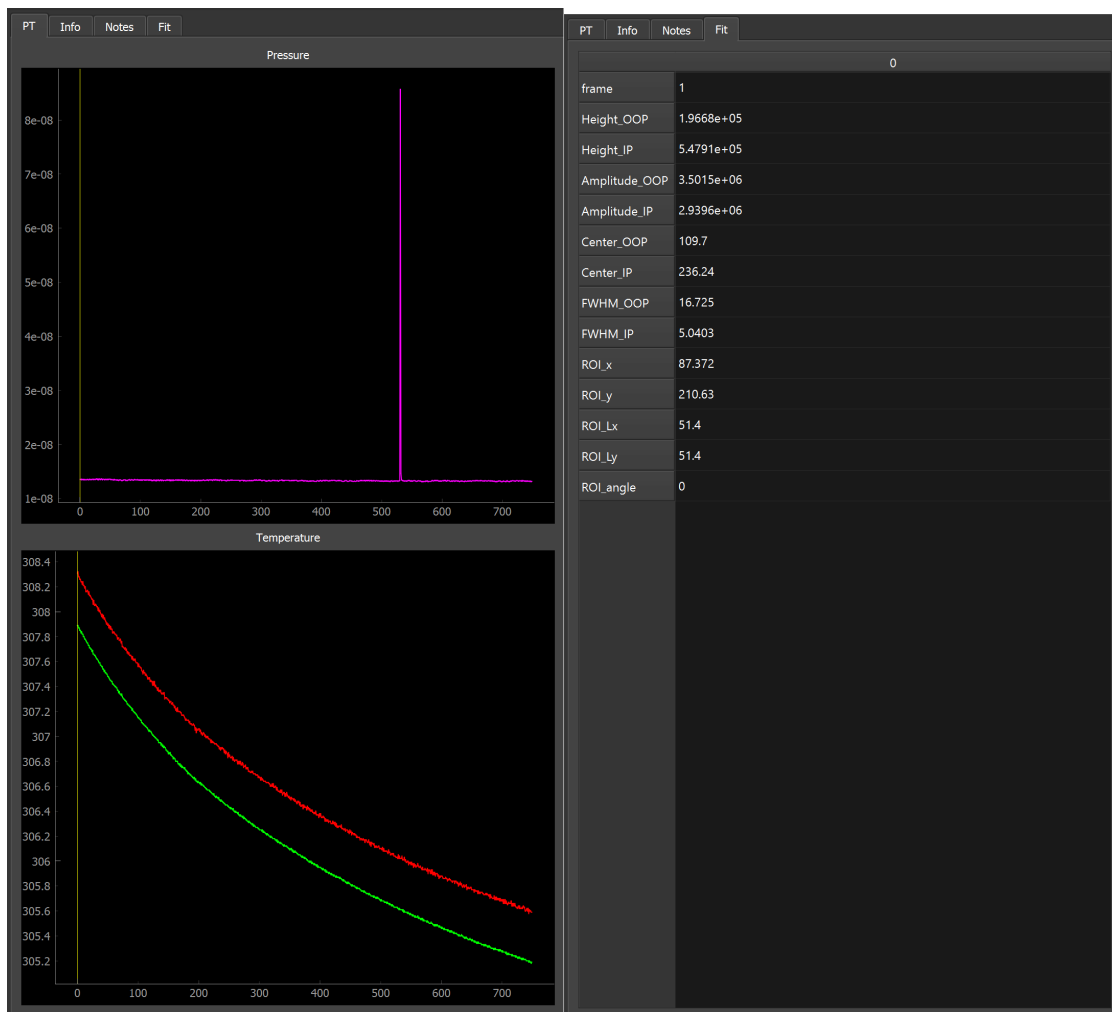 PT Info Notes Fit
Pressure
8e-08
7e-08
6e-08
5e-08
4e-08
3e-08
2e-08
1e-08
0 100 200 300 400 500 600 700
Temperature
308.4
308.2
308
307.8
307.6
307.4
307.2
307
306.8
306.6
306.4
306.2
306
305.8
305.6
305.4
305.2
0 100 200 300 400 500 600 700
PT Info Notes Fit
0
frame 1
Height_OOP 1.9668e+05
Height_IP 5.4791e+05
Amplitude_OOP 3.5015e+06
Amplitude_IP 2.9396e+06
Center_OOP 109.7
Center_IP 236.24
FWHM_OOP 16.725
FWHM_IP 5.0403
ROI_x 87.372
ROI_y 210.63
ROI_Lx 51.4
ROI_Ly 51.4
ROI_angle 0